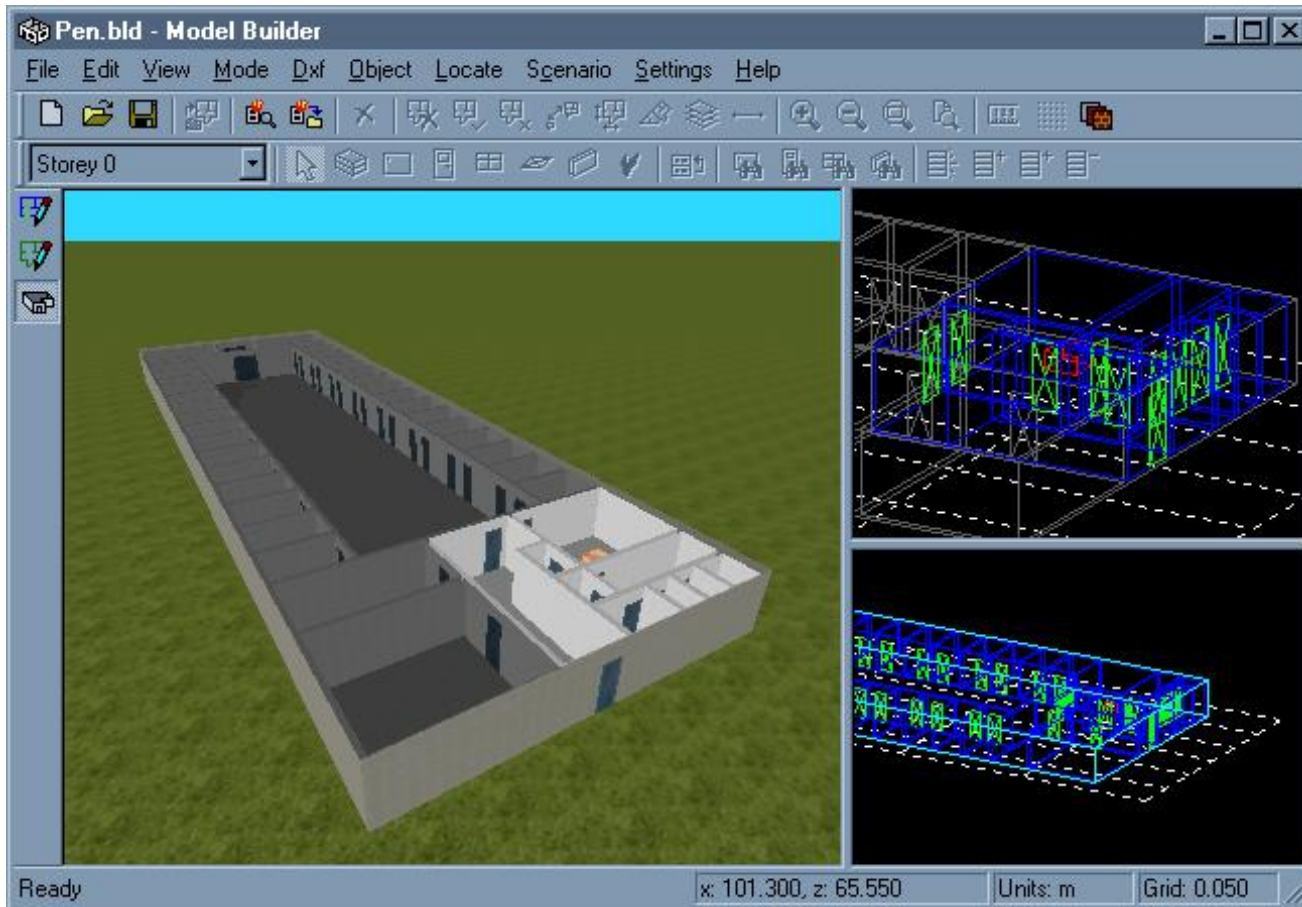 Pen.bld - Model Builder
File Edit View Mode Dxf Object Locate Scenario Settings Help
Storey 0
Ready x: 101.300, z: 65.550 Units: m Grid: 0.050